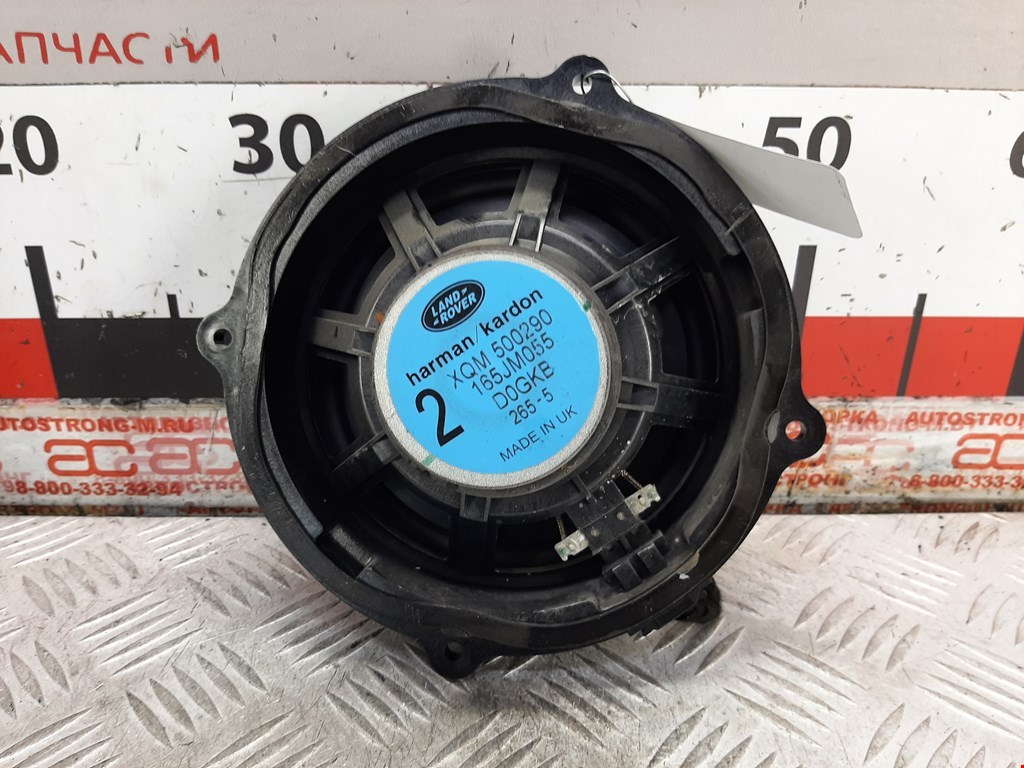 АПЧАСТИ
20 30 50
LAND
ROVER
harman/kardon
XQM 500290
165JM055
D0GKB
265-5
2
MADE IN UK
AUTOSTRONG-M.RU
8-800-333-32-94
AUTOSTRONG